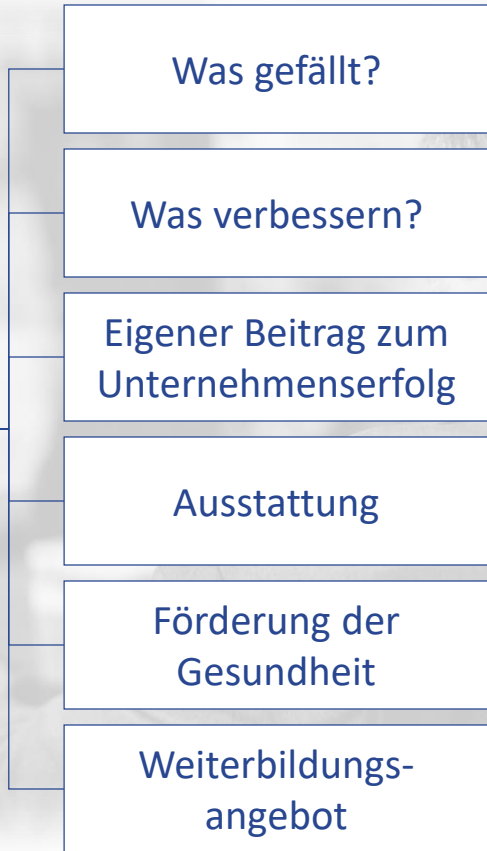 Was gefällt?
Was verbessern?
Eigener Beitrag zum
Unternehmenserfolg
Ausstattung
Förderung der
Gesundheit
Weiterbildungs-
angebot